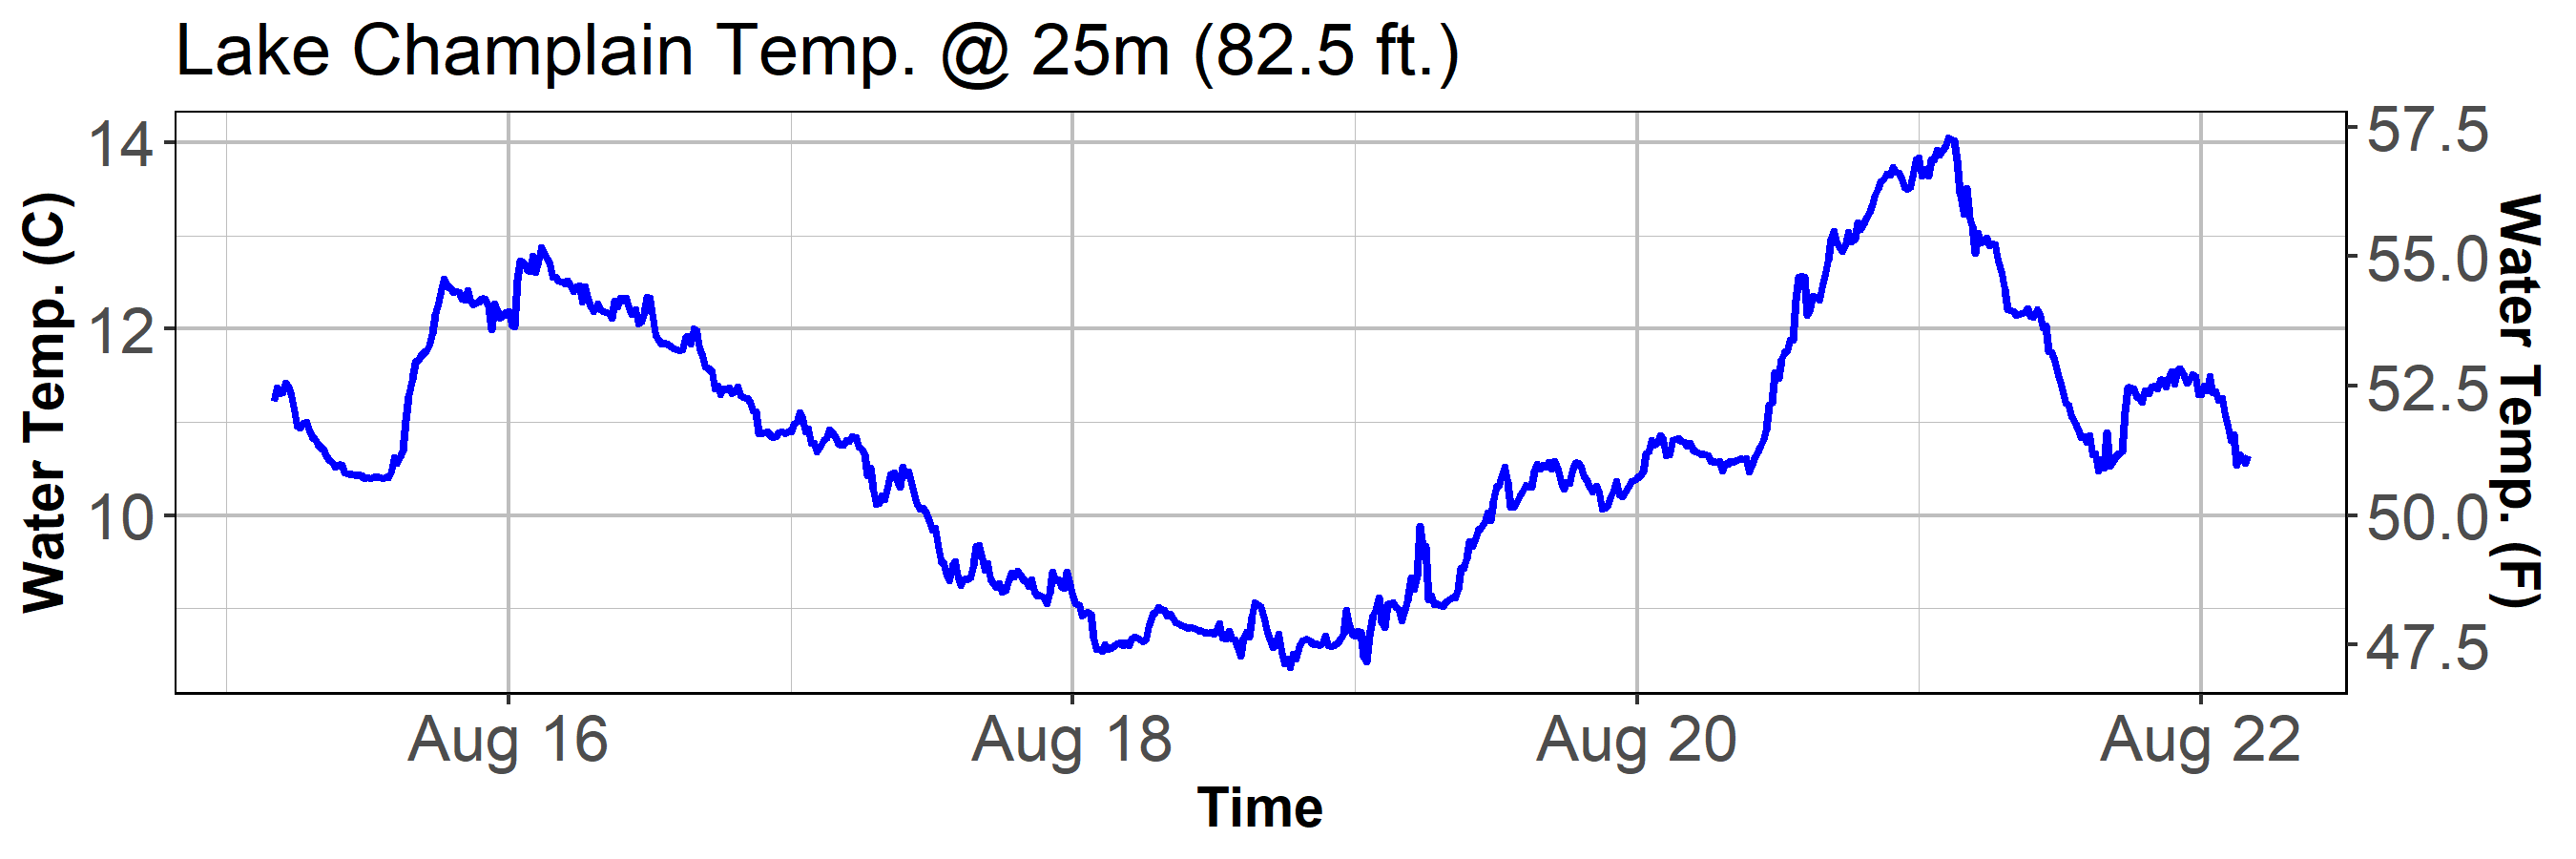 Lake Champlain Temp. @ 25m (82.5 ft.)
Water Temp. (C)
14
12
10
57.5
55.0
52.5
50.0
47.5
Water Temp. (F)
Aug 16
Aug 18
Aug 20
Aug 22
Time